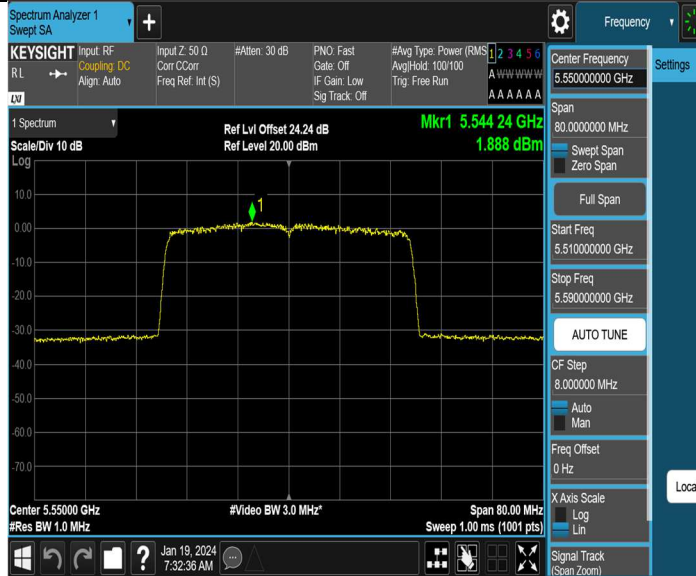 Spectrum Analyzer 1
Swept SA
Frequency
KEYSIGHT
RL
LXI
Input: RF
Coupling: DC
Align: Auto
Input Z: 50 Ω
Corr CCorr
Freq Ref: Int (S)
#Atten: 30 dB
PNO: Fast
Gate: Off
IF Gain: Low
Sig Track: Off
#Avg Type: Power (RMS
Avg|Hold: 100/100
Trig: Free Run
1 2 3 4 5 6
A W W W W W
A A A A A A
1 Spectrum
Scale/Div 10 dB
Log
Ref Lvl Offset 24.24 dB
Ref Level 20.00 dBm
Mkr1 5.544 24 GHz
1.888 dBm
1
10.0
0.00
-10.0
-20.0
-30.0
-40.0
-50.0
-60.0
-70.0
Center 5.55000 GHz
#Res BW 1.0 MHz
#Video BW 3.0 MHz*
Span 80.00 MHz
Sweep 1.00 ms (1001 pts)
Jan 19, 2024
7:32:36 AM
Center Frequency
5.550000000 GHz
Span
80.0000000 MHz
Swept Span
Zero Span
Full Span
Start Freq
5.510000000 GHz
Stop Freq
5.590000000 GHz
AUTO TUNE
CF Step
8.000000 MHz
Auto
Man
Freq Offset
0 Hz
X Axis Scale
Log
Lin
Signal Track
(Span Zoom)
Settings
Loca